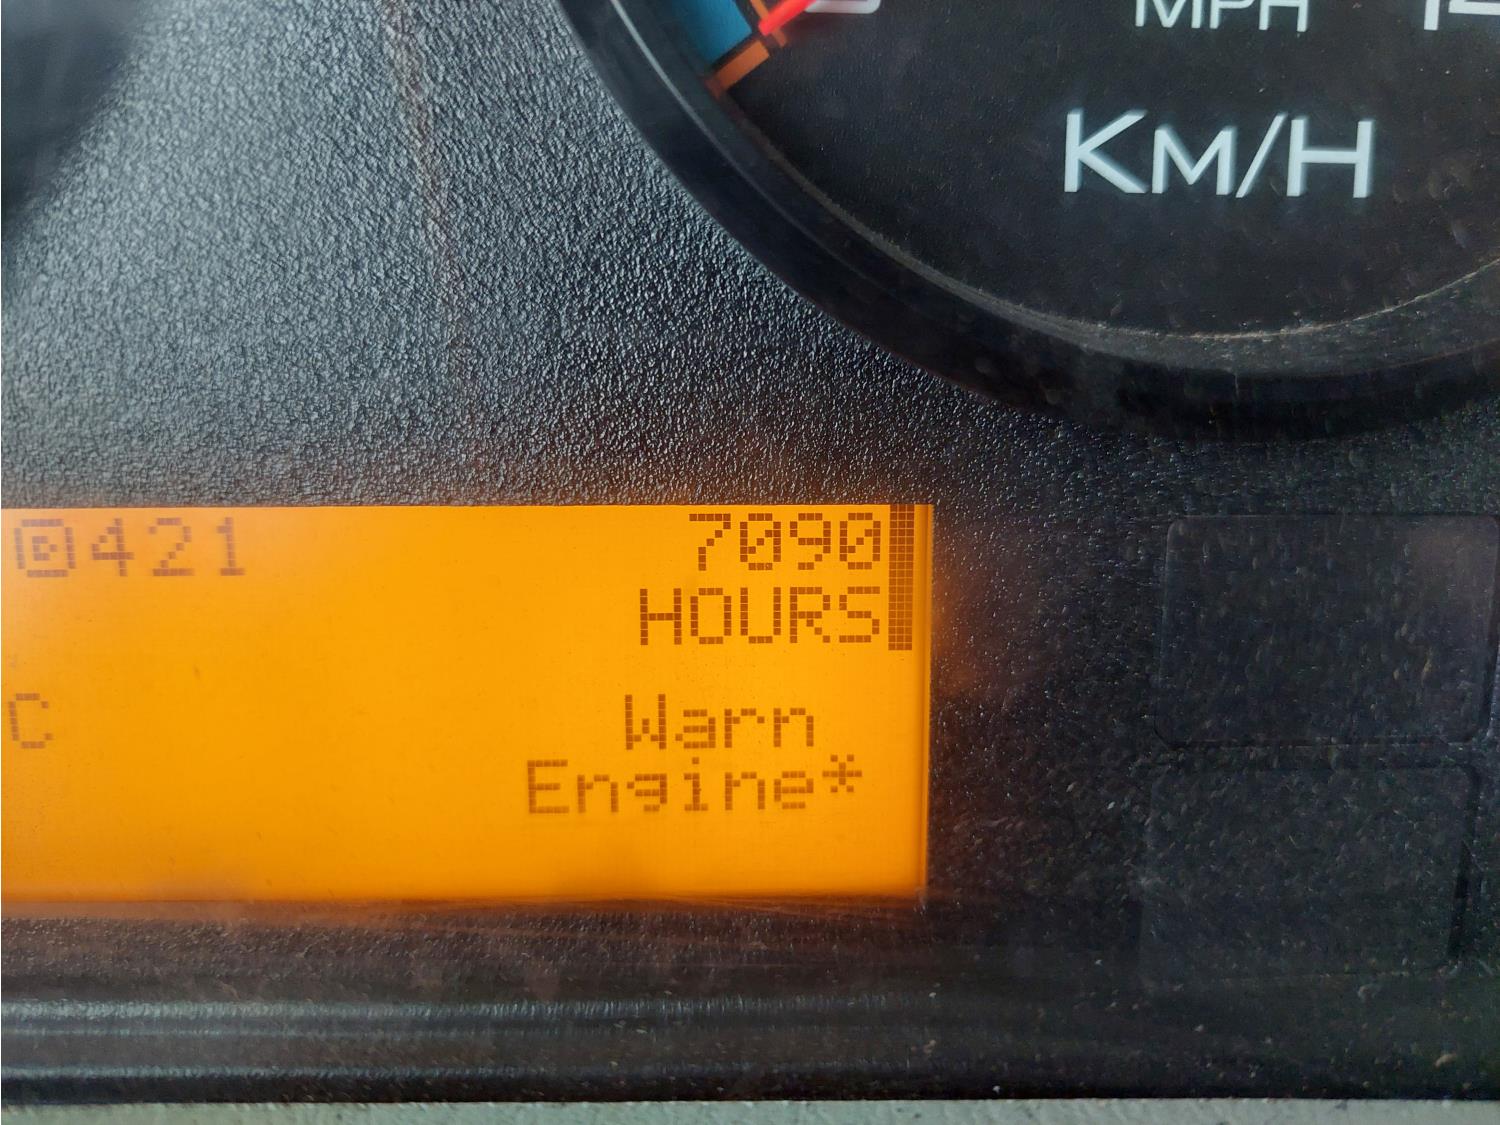 MPH
KM/H
421
7090
HOURS
C
Warn
Engine*